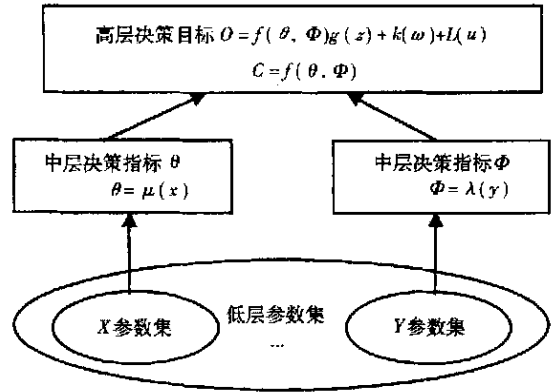 高层决策目标 O=f(θ, Φ)g(z)+k(ω)+L(u)
C=f(θ.Φ)
中层决策指标 θ
θ=μ(x)
中层决策指标Φ
Φ=λ(y)
低层参数集
X参数集
...
Y参数集